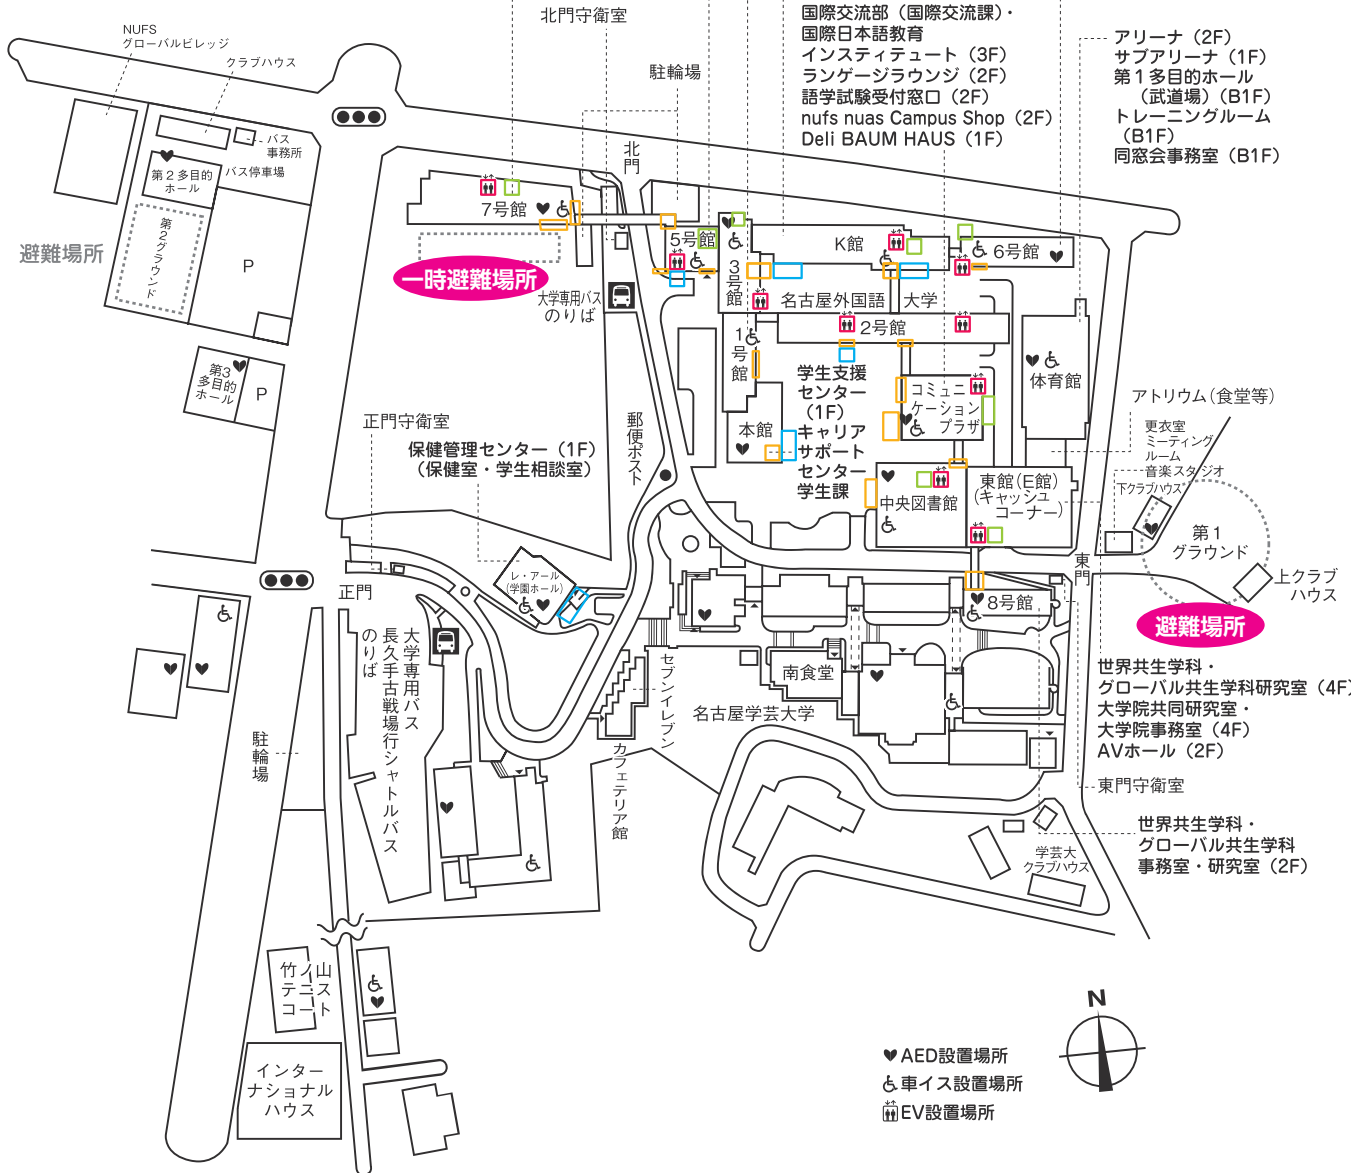 NUFS
グローバルビレッジ
クラブハウス
バス
事務所
バス停車場
第２多目的
ホール
第２グラウンド
避難場所
P
第3
多目的
ホール
P
北門守衛室
駐輪場
北門
国際交流部（国際交流課）・
国際日本語教育
インスティテュート（3F）
ランゲージラウンジ（2F）
語学試験受付窓口（2F）
nufs nuas Campus Shop（2F）
Deli BAUM HAUS（1F）
アリーナ（2F）
サブアリーナ（1F）
第１多目的ホール
（武道場）（B1F）
トレーニングルーム
（B1F）
同窓会事務室（B1F）
7号館
一時避難場所
大学専用バス
のりば
5号館
3号館
K館
6号館
名古屋外国語大学
2号館
1号館
本館
学生支援
センター
（1F）
キャリア
サポート
センター
学生課
コミュニ
ケーション
プラザ
体育館
アトリウム（食堂等）
更衣室
ミーティング
ルーム
音楽スタジオ
下クラブハウス
第１
グラウンド
上クラブ
ハウス
避難場所
中央図書館
東館（E館）
（キャッシュ
コーナー）
東門
8号館
正門守衛室
保健管理センター（1F）
（保健室・学生相談室）
郵便ポスト
レ・アール
（学園ホール）
正門
大学専用バス
長久手古戦場行シャトルバス
のりば
駐輪場
セブンイレブン
カフェテリア館
南食堂
名古屋学芸大学
世界共生学科・
グローバル共生学科研究室（4F）
大学院共同研究室・
大学院事務室（4F）
AVホール（2F）
東門守衛室
世界共生学科・
グローバル共生学科
事務室・研究室（2F）
学芸大
クラブハウス
竹ノ山
テニス
コート
インター
ナショナル
ハウス
N
AED設置場所
車イス設置場所
EV設置場所